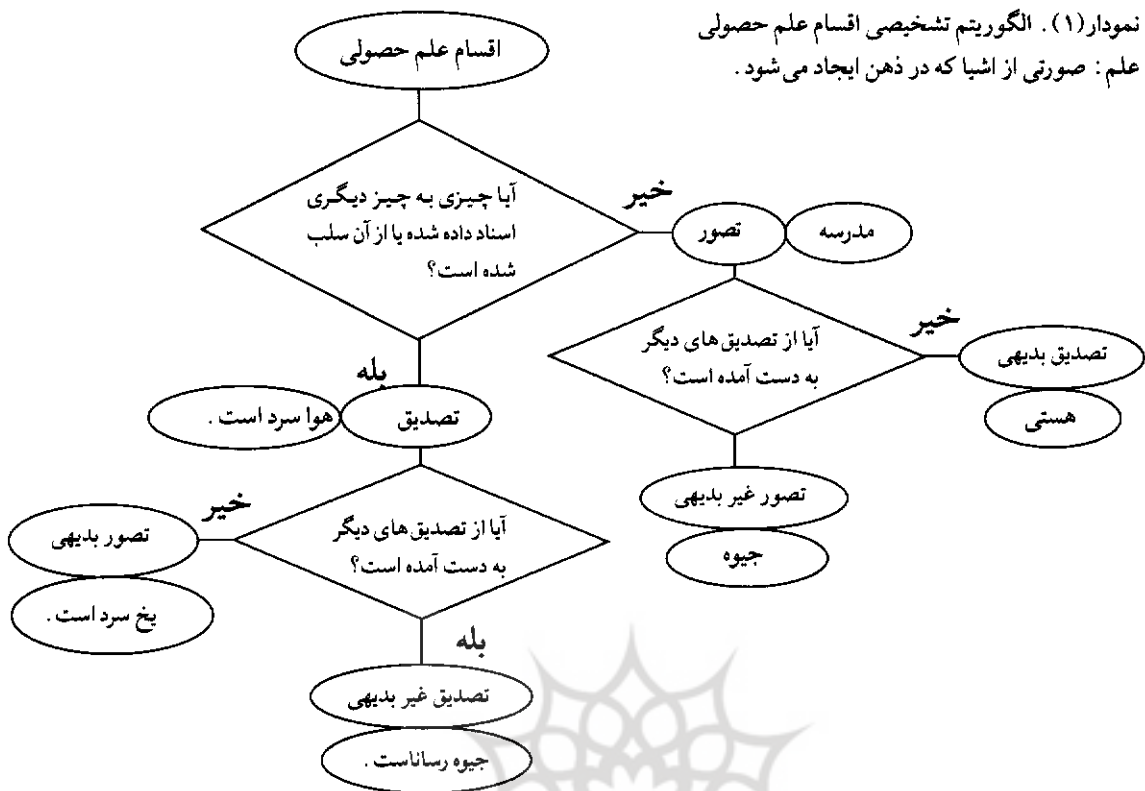 نمودار(۱). الگوریتم تشخیصی اقسام علم حصولی
علم: صورتی از اشیا که در ذهن ایجاد می‌شود.
اقسام علم حصولی
آیا چیزی به چیز دیگری
اسناد داده شده یا از آن سلب
شده است؟
خیر
تصور
مدرسه
آیا از تصدیق‌های دیگر
به دست آمده است؟
خیر
تصدیق بدیهی
هستی
تصور غیر بدیهی
جیوه
بله
تصدیق
هوا سرد است.
آیا از تصدیق‌های دیگر
به دست آمده است؟
خیر
تصور بدیهی
یخ سرد است.
بله
تصدیق غیر بدیهی
جیوه رساناست.